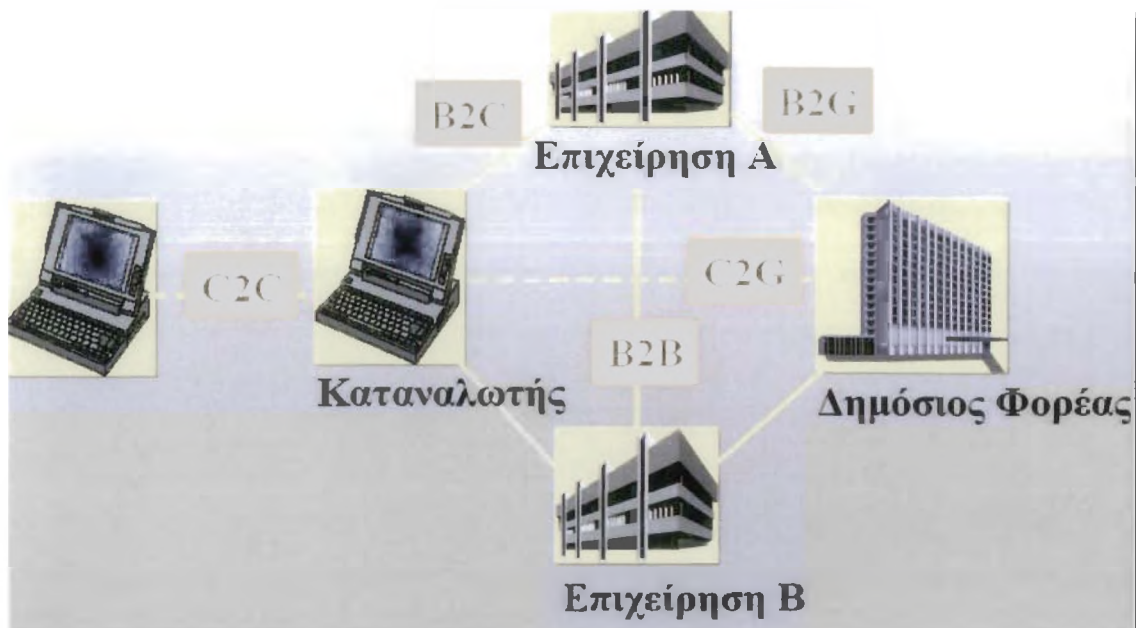 B2C
B2G
Επιχείρηση Α
C2C
C2G
B2B
Καταναλωτής
Δημόσιος Φορέας
Επιχείρηση Β